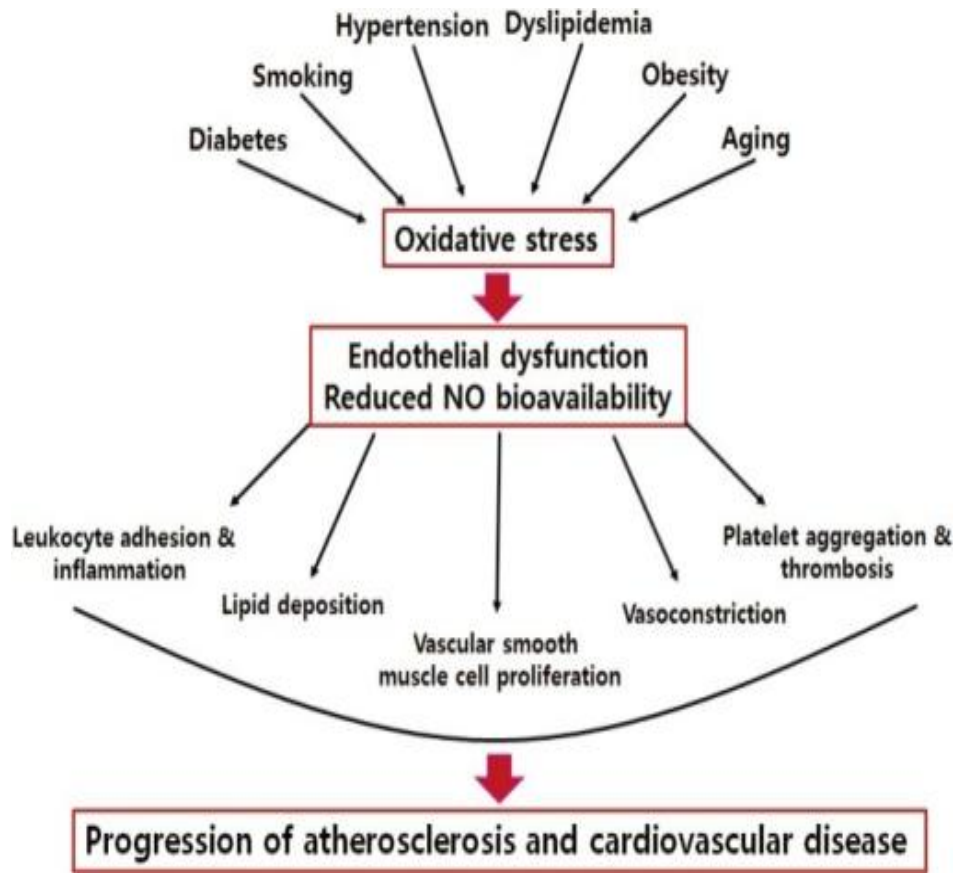 Hypertension
Dyslipidemia
Smoking
Obesity
Diabetes
Aging
Oxidative stress
Endothelial dysfunction
Reduced NO bioavailability
Leukocyte adhesion &
inflammation
Lipid deposition
Vascular smooth
muscle cell proliferation
Vasoconstriction
Platelet aggregation &
thrombosis
Progression of atherosclerosis and cardiovascular disease